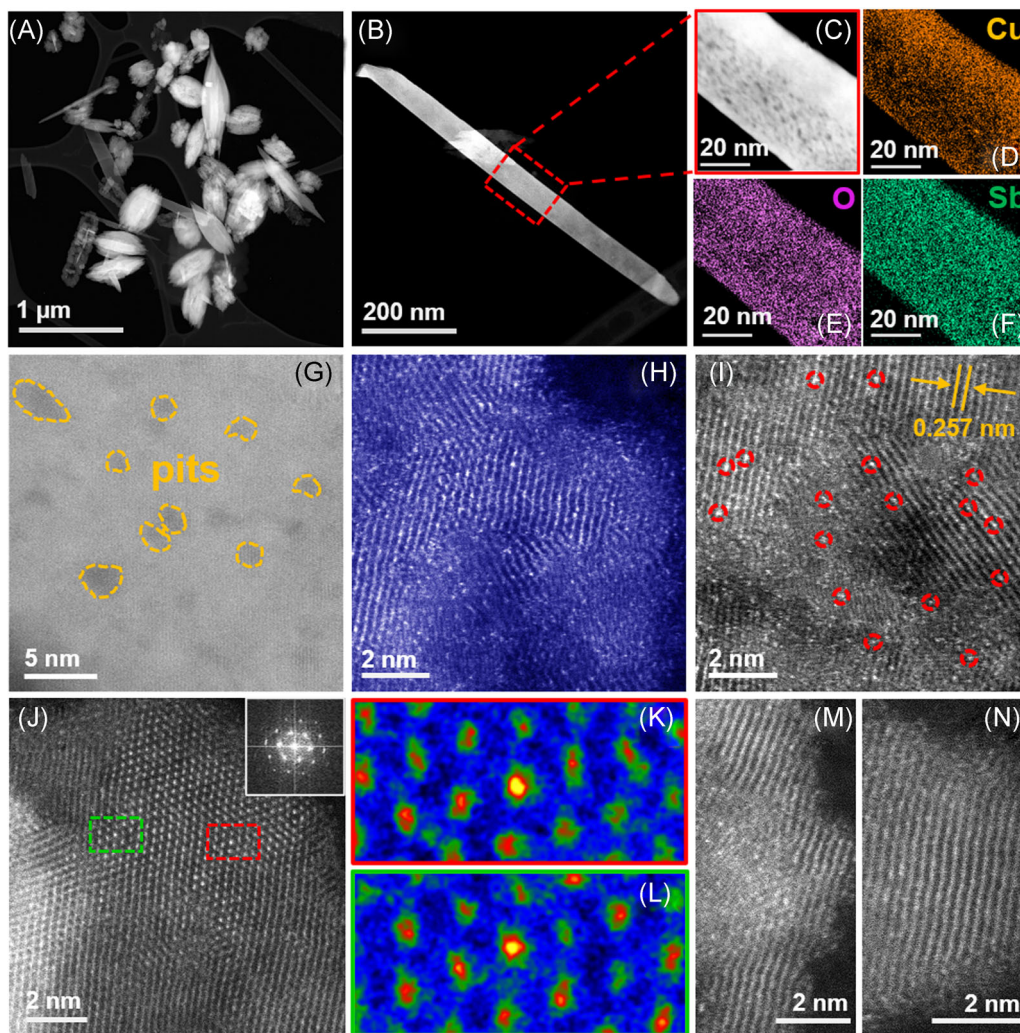 (A)
1 μm
(B)
200 nm
(C)
20 nm
Cu
20 nm
(D)
O
20 nm
(E)
Sb
20 nm
(F)
(G)
pits
5 nm
(H)
2 nm
(I)
0.257 nm
2 nm
(J)
2 nm
(K)
(L)
(M)
2 nm
(N)
2 nm